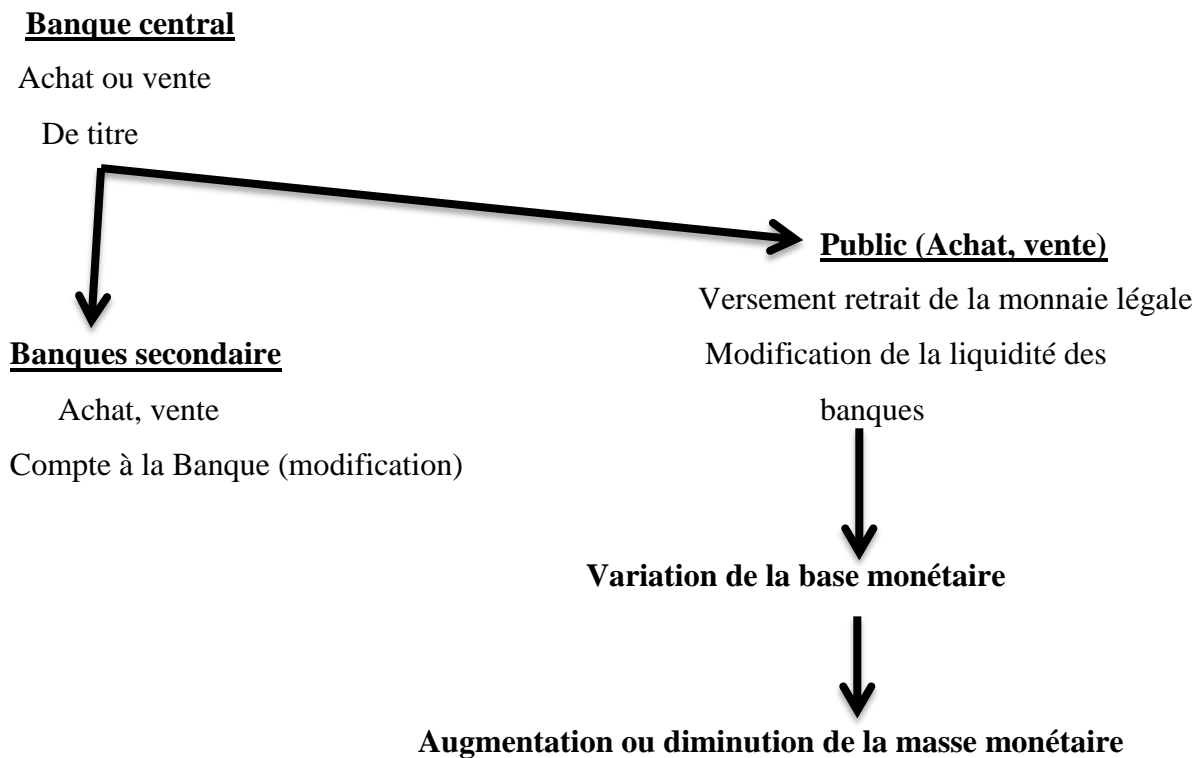 Banque central
Achat ou vente
De titre
Public (Achat, vente)
Versement retrait de la monnaie légale
Modification de la liquidité des
banques
Banques secondaire
Achat, vente
Compte à la Banque (modification)
Variation de la base monétaire
Augmentation ou diminution de la masse monétaire